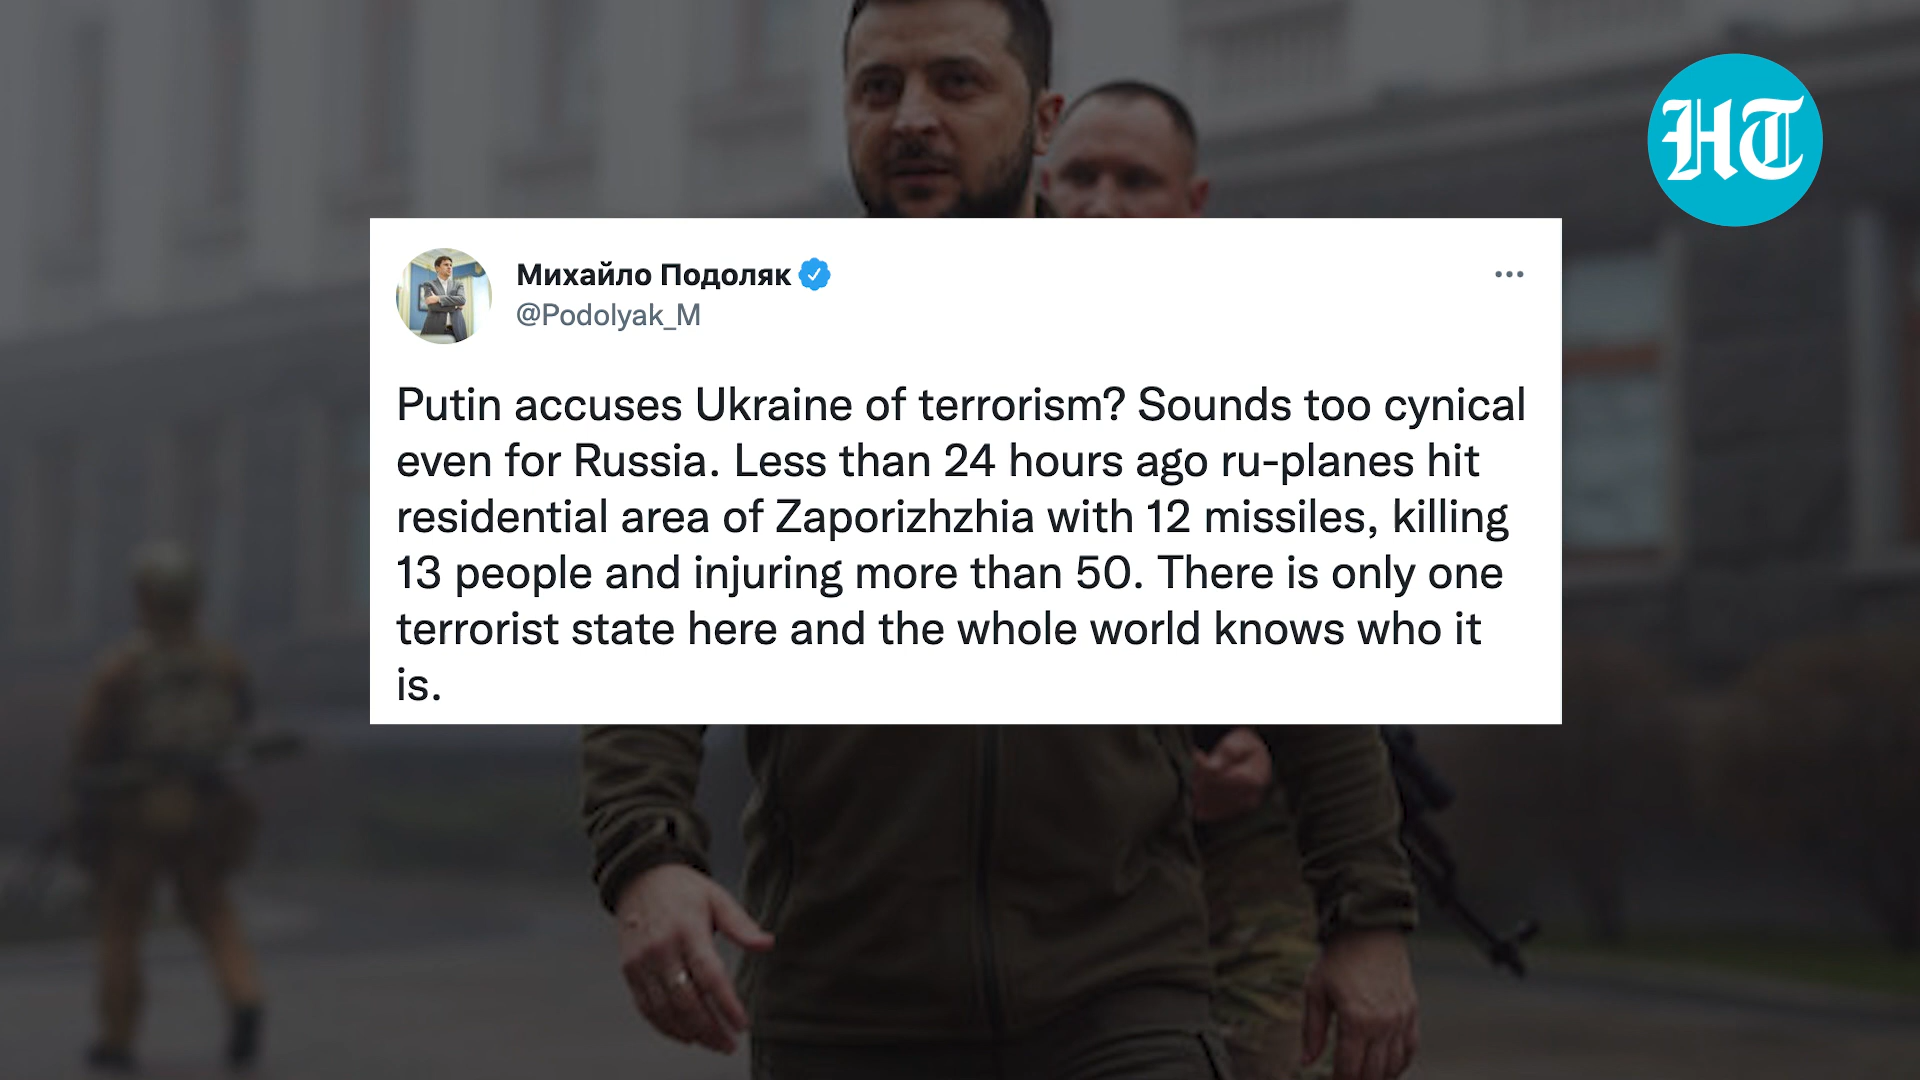 HT
Михайло Подоляк
@Podolyak_M
Putin accuses Ukraine of terrorism? Sounds too cynical
even for Russia. Less than 24 hours ago ru-planes hit
residential area of Zaporizhzhia with 12 missiles, killing
13 people and injuring more than 50. There is only one
terrorist state here and the whole world knows who it
is.